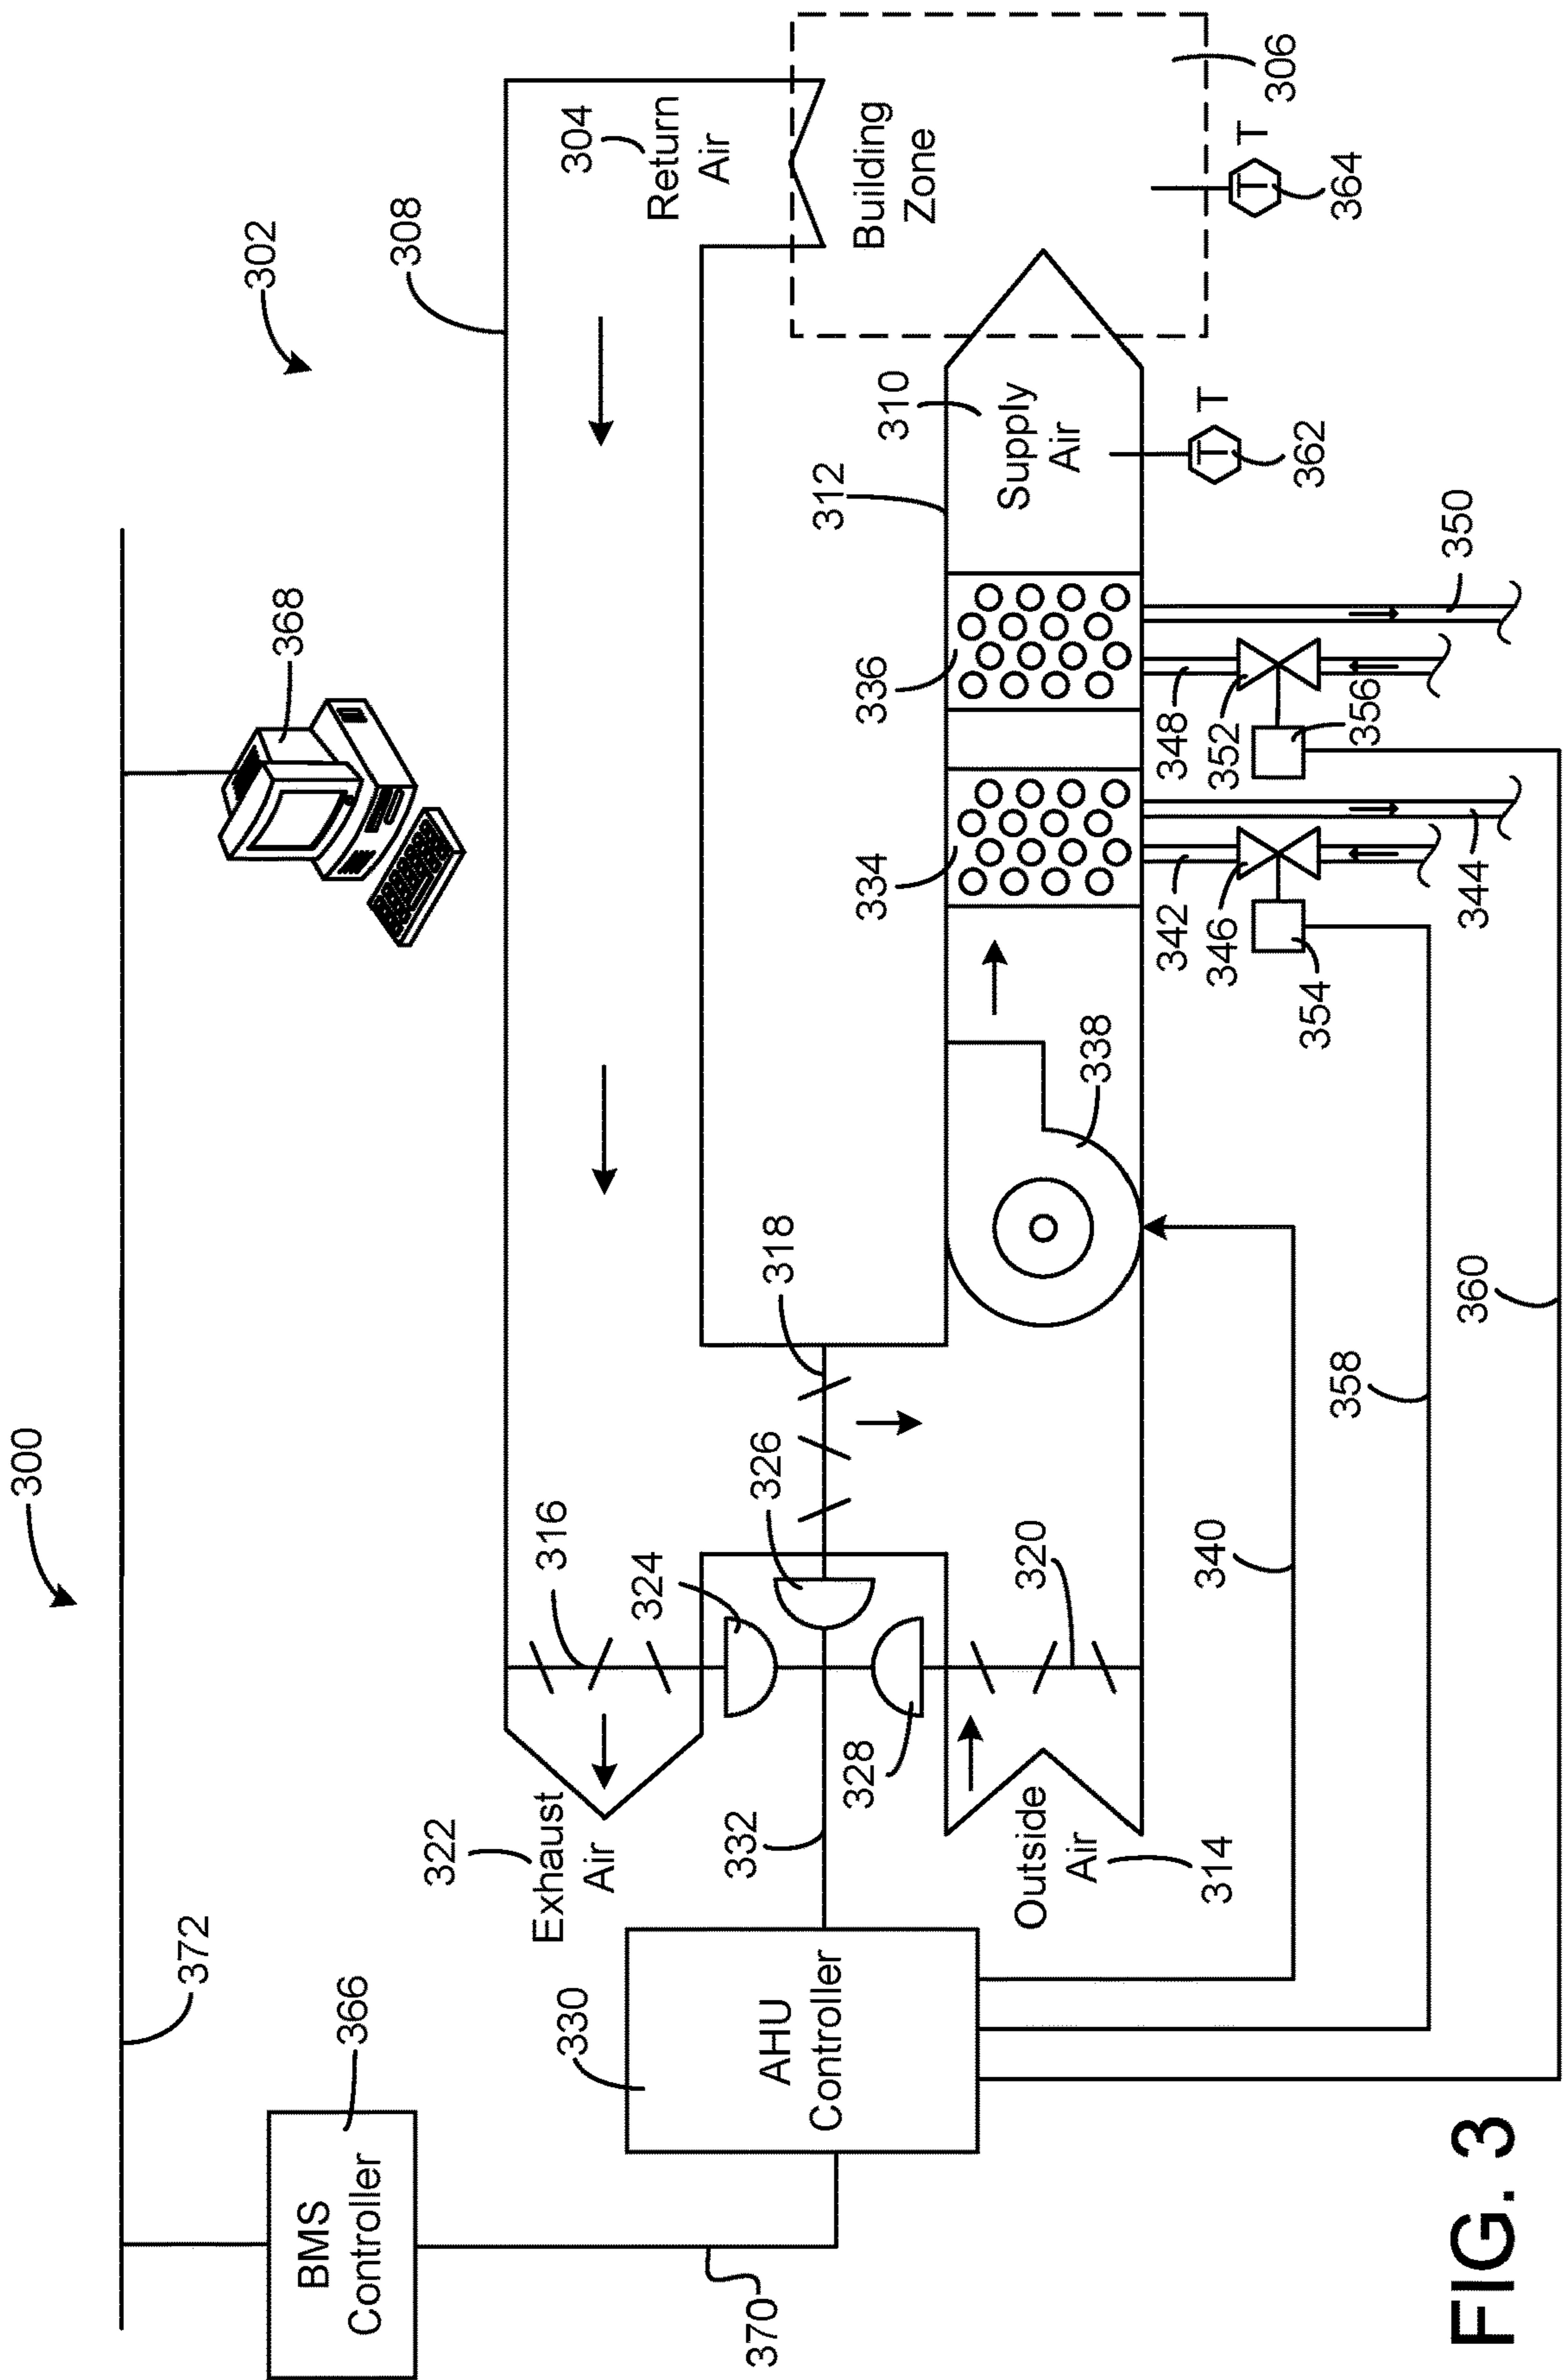 300
372
366
BMS
Controller
370
368
302
308
304
Return
Air
Building
Zone
306
T
T
364
316
324
322
Exhaust
Air
326
318
332
328
330
AHU
Controller
Outside
Air
314
320
338
334
336
312
310
Supply
Air
T
T
362
342
346
354
344
348
352
356
350
340
358
360
FIG. 3